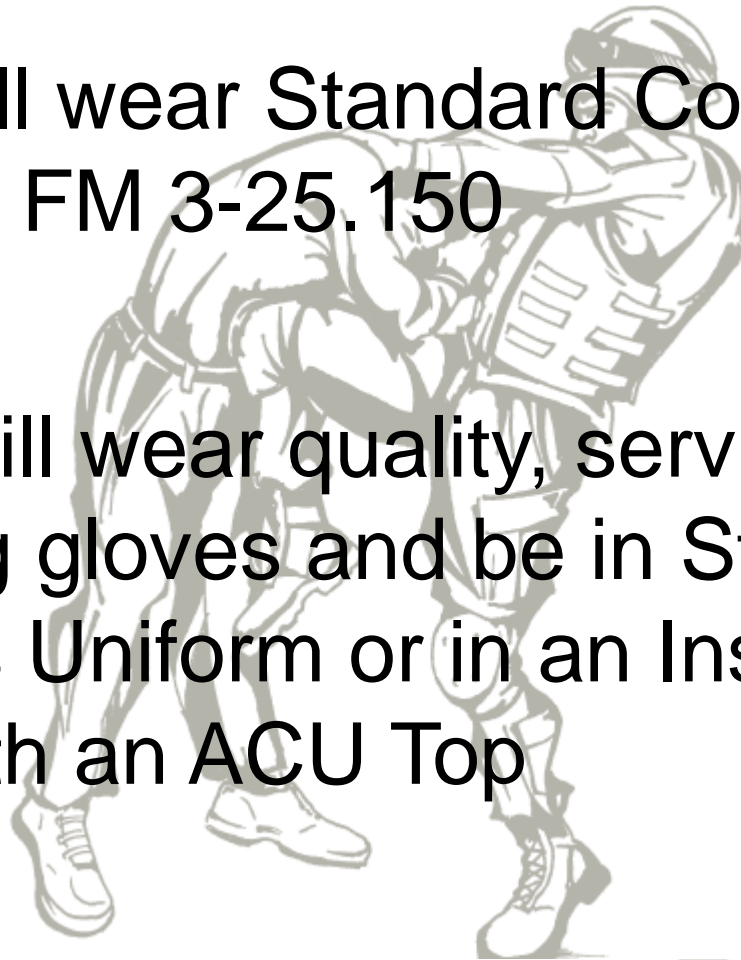 ll wear Standard Co
FM 3-25.150
ill wear quality, serv
g gloves and be in St
Uniform or in an Ins
th an ACU Top